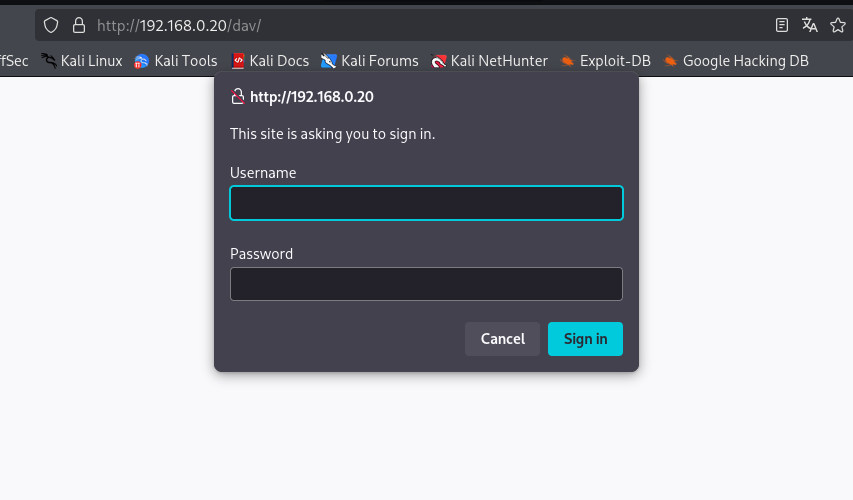 http://192.168.0.20/dav/
ffSec Kali Linux Kali Tools Kali Docs Kali Forums Kali NetHunter Exploit-DB Google Hacking DB
http://192.168.0.20
This site is asking you to sign in.
Username
Password
Cancel Sign in